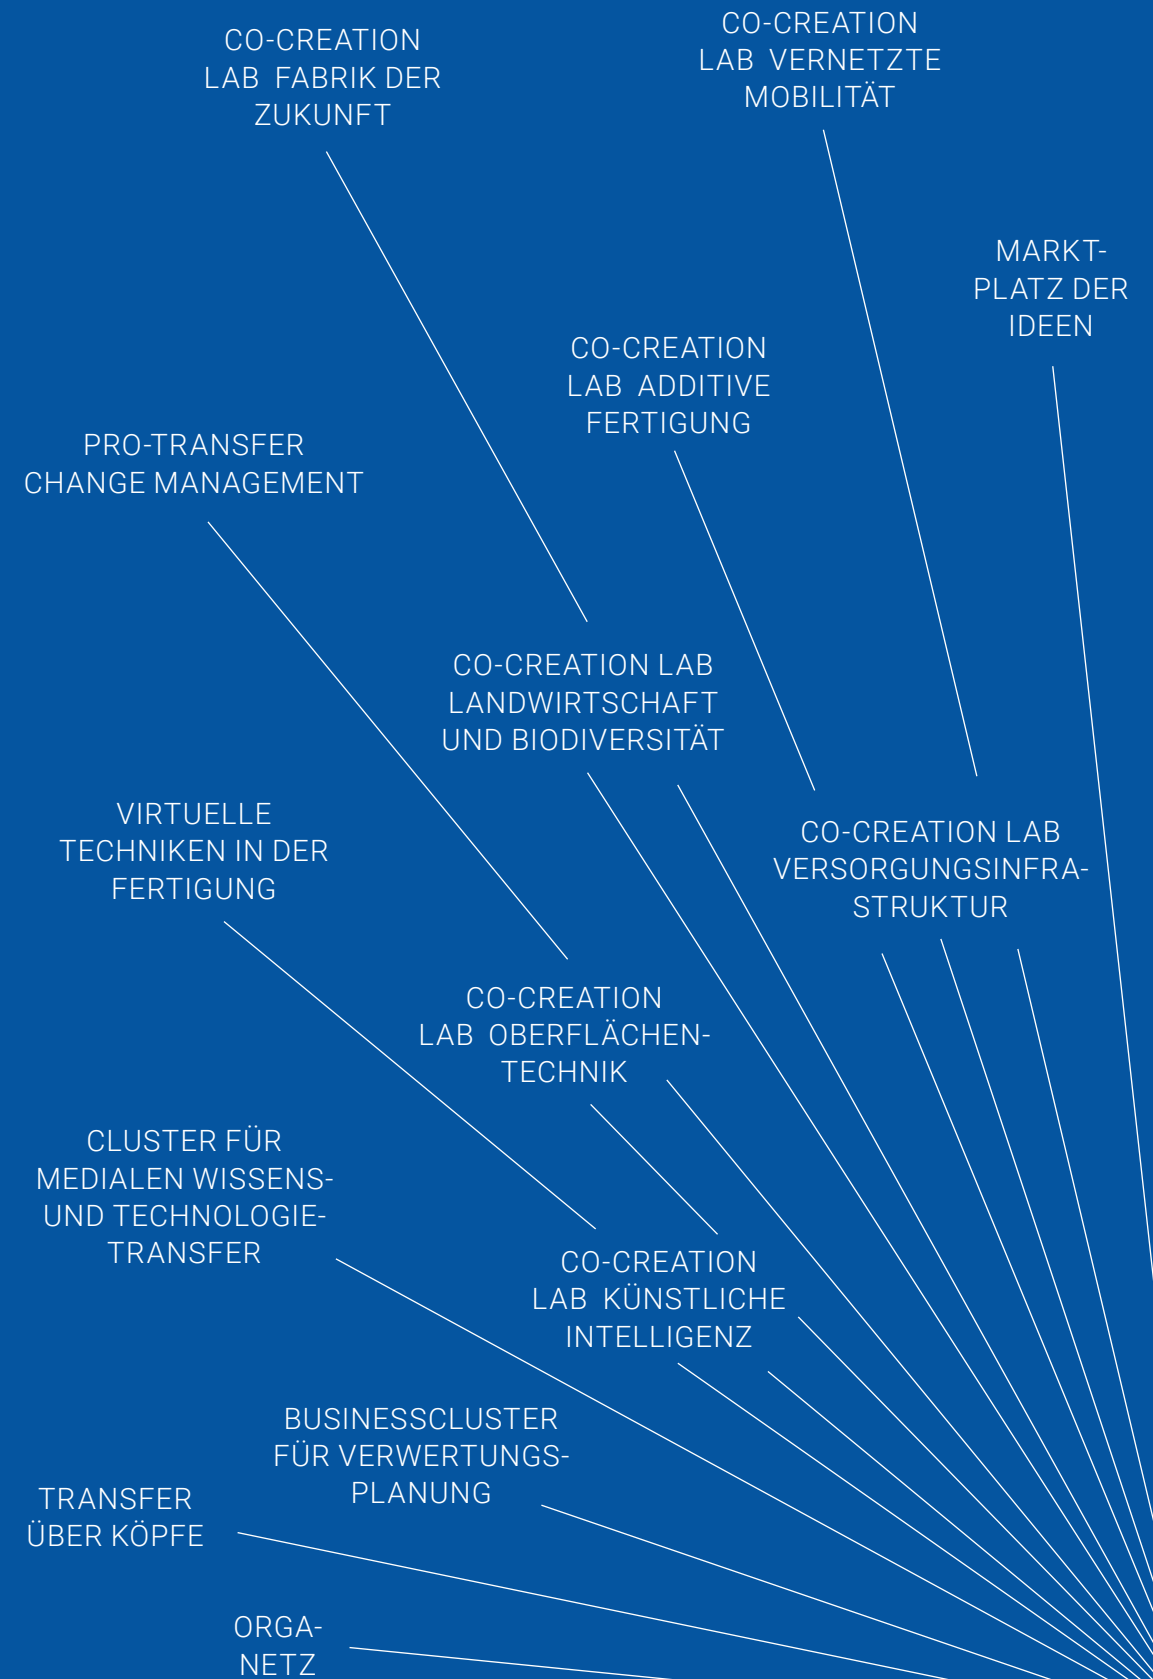 CO-CREATION
LAB FABRIK DER
ZUKUNFT
CO-CREATION
LAB VERNETZTE
MOBILITÄT
MARKT-
PLATZ DER
IDEEN
CO-CREATION
LAB ADDITIVE
FERTIGUNG
PRO-TRANSFER
CHANGE MANAGEMENT
CO-CREATION LAB
LANDWIRTSCHAFT
UND BIODIVERSITÄT
VIRTUELLE
TECHNIKEN IN DER
FERTIGUNG
CO-CREATION LAB
VERSORGUNGSINFRA-
STRUKTUR
CO-CREATION
LAB OBERFLÄCHEN-
TECHNIK
CLUSTER FÜR
MEDIALEN WISSENS-
UND TECHNOLOGIE-
TRANSFER
CO-CREATION
LAB KÜNSTLICHE
INTELLIGENZ
BUSINESSCLUSTER
FÜR VERWERTUNGS-
PLANUNG
TRANSFER
ÜBER KÖPFE
ORGA-
NETZ